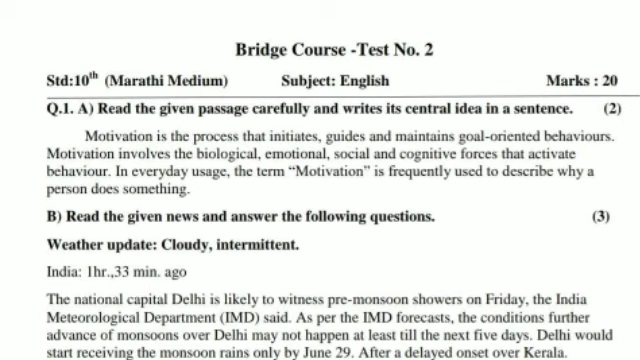 Bridge Course -Test No. 2
Std:10th (Marathi Medium) Subject: English Marks : 20
Q.1. A) Read the given passage carefully and writes its central idea in a sentence. (2)
Motivation is the process that initiates, guides and maintains goal-oriented behaviours.
Motivation involves the biological, emotional, social and cognitive forces that activate
behaviour. In everyday usage, the term “Motivation” is frequently used to describe why a
person does something.
B) Read the given news and answer the following questions. (3)
Weather update: Cloudy, intermittent.
India: 1hr.,33 min. ago
The national capital Delhi is likely to witness pre-monsoon showers on Friday, the India
Meteorological Department (IMD) said. As per the IMD forecasts, the conditions further
advance of monsoons over Delhi may not happen at least till the next five days. Delhi would
start receiving the monsoon rains only by June 29. After a delayed onset over Kerala.